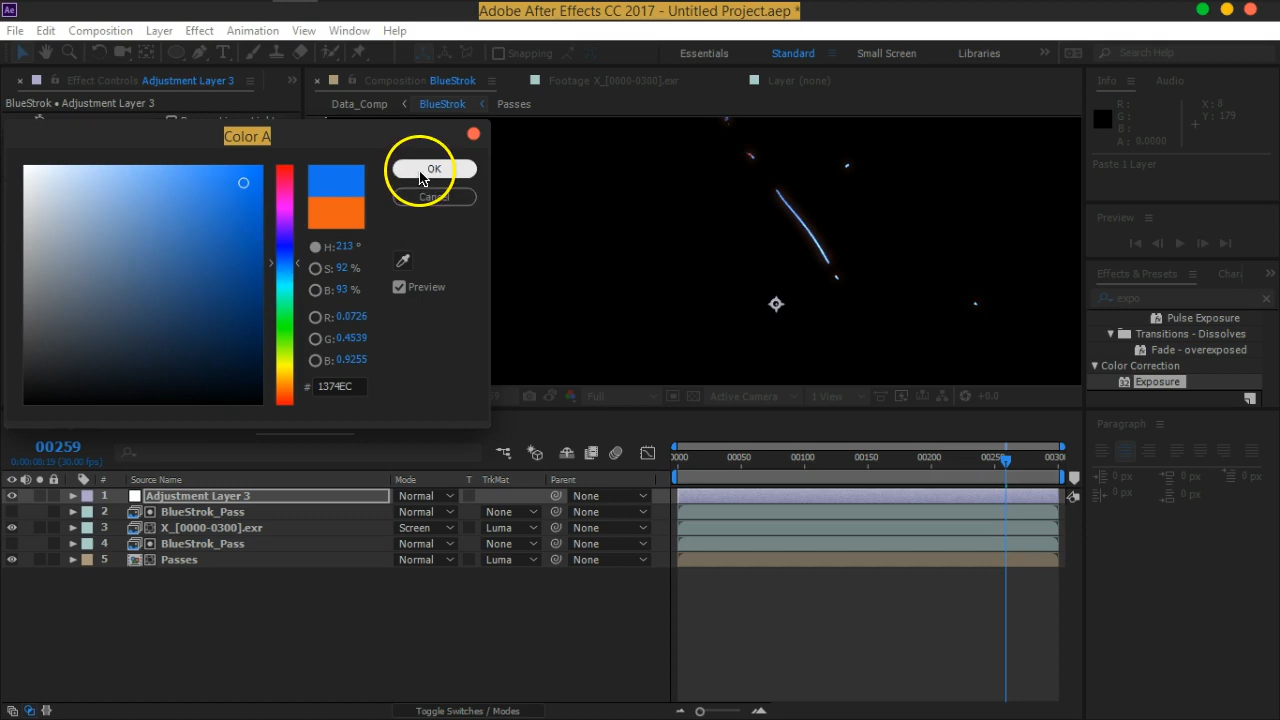 Ae
Adobe After Effects CC 2017 - Untitled Project.aep *
File Edit Composition Layer Effect Animation View Window Help
Snapping Essentials Standard Small Screen Libraries Search Help
Effect Controls Adjustment Layer 3 Composition BlueStrok Footage X_[0000-0300].exr Layer (none) Info Audio
BlueStrok • Adjustment Layer 3 Data_Comp BlueStrok Passes
R: X: 8
G: Y: 179
B:
A: 0.0000
Paste 1 Layer
Color A
OK
Cancel
H: 213 °
S: 92 %
B: 93 %
Preview
R: 0.0726
G: 0.4539
B: 0.9255
# 1374EC
Preview
Effects & Presets
expo
Pulse Exposure
Transitions - Dissolves
Fade - overexposed
Color Correction
Exposure
Full Active Camera 1 View +0.0
Paragraph
0 px 0 px
0 px 0 px
00259
0:00:08:19 (30.00 fps)
0000 00050 00100 00150 00200 0025 0030
# Source Name Mode T TrkMat Parent
1 Adjustment Layer 3 Normal None
2 BlueStrok_Pass Normal None None
3 X_[0000-0300].exr Screen Luma None
4 BlueStrok_Pass Normal None None
5 Passes Normal Luma None
Toggle Switches / Modes